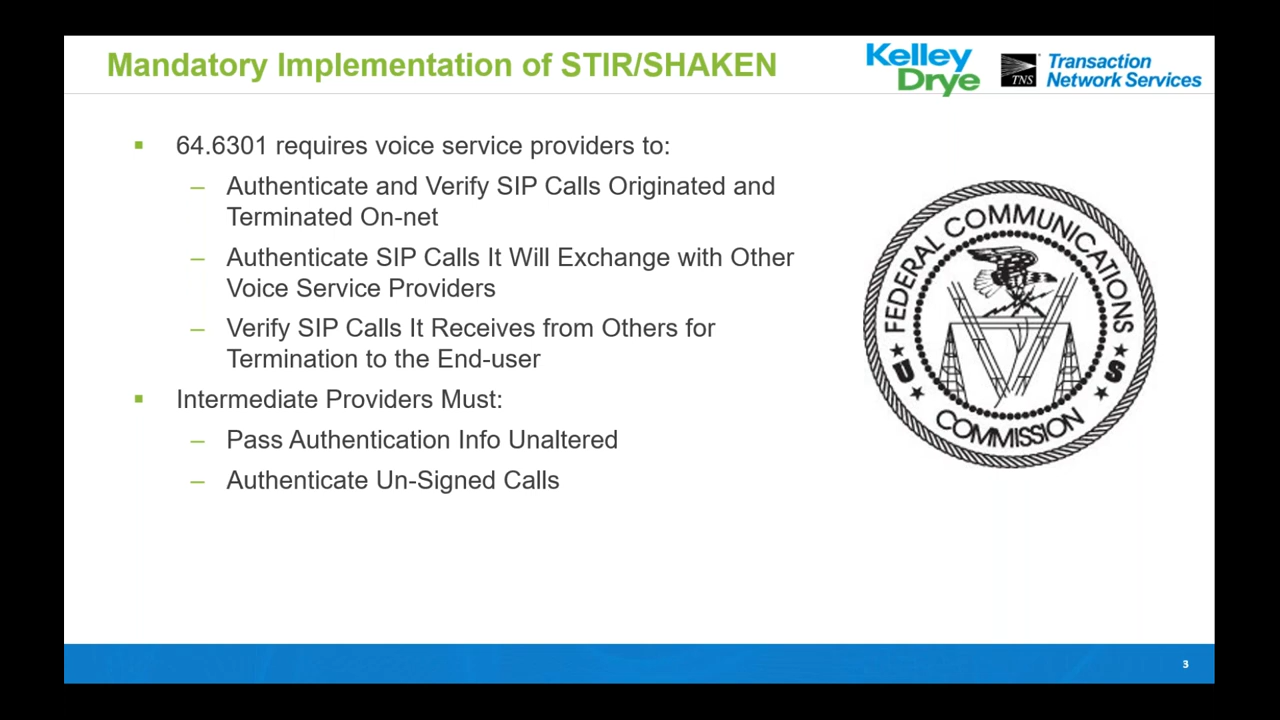 Mandatory Implementation of STIR/SHAKEN
Kelley
Drye
TNS
Transaction
Network Services
▪ 64.6301 requires voice service providers to:
– Authenticate and Verify SIP Calls Originated and
Terminated On-net
– Authenticate SIP Calls It Will Exchange with Other
Voice Service Providers
– Verify SIP Calls It Receives from Others for
Termination to the End-user
▪ Intermediate Providers Must:
– Pass Authentication Info Unaltered
– Authenticate Un-Signed Calls
FEDERAL COMMUNICATIONS
COMMISSION
U S
3